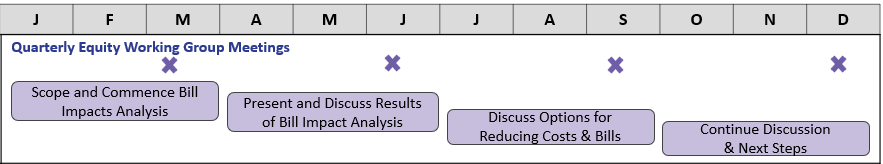 J F M A M J J A S O N D
Quarterly Equity Working Group Meetings
Scope and Commence Bill
Impacts Analysis
Present and Discuss Results
of Bill Impact Analysis
Discuss Options for
Reducing Costs & Bills
Continue Discussion
& Next Steps